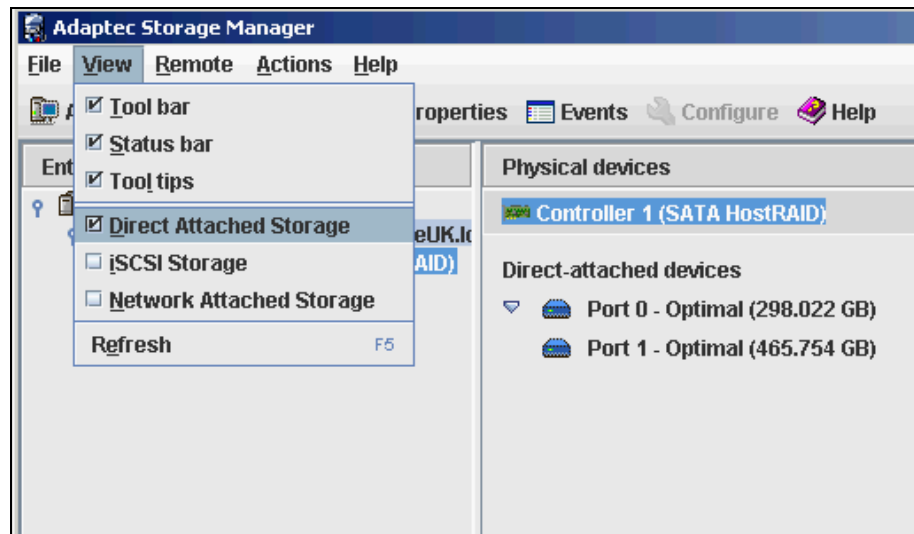 Adaptec Storage Manager
File View Remote Actions Help
Tool bar
Status bar
Tool tips
Direct Attached Storage
iSCSI Storage
Network Attached Storage
Refresh F5
Events Configure Help
Physical devices
Controller 1 (SATA HostRAID)
Direct-attached devices
Port 0 - Optimal (298.022 GB)
Port 1 - Optimal (465.754 GB)